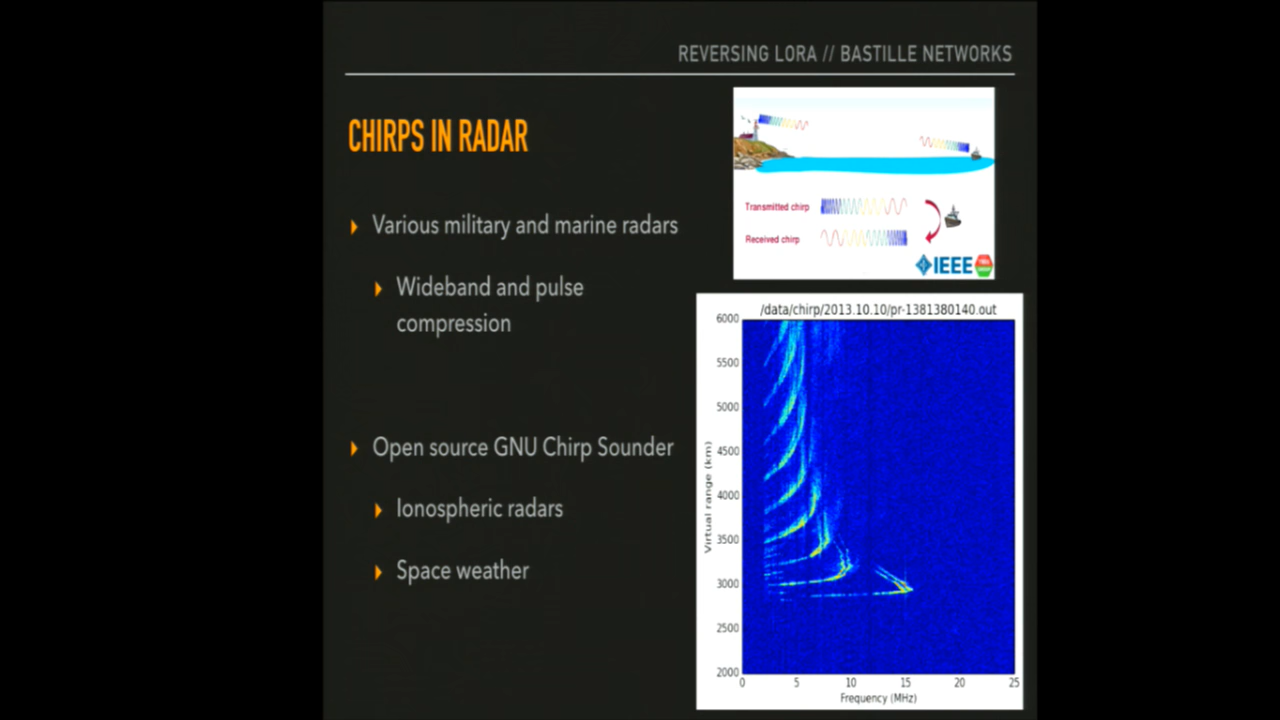 REVERSING LORA // BASTILLE NETWORKS
CHIRPS IN RADAR
Various military and marine radars
Wideband and pulse
compression
Open source GNU Chirp Sounder
Ionospheric radars
Space weather
Transmitted chirp
Received chirp
IEEE
/data/chirp/2013.10.10/pr-1381380140.out
6000
5500
5000
4500
4000
3500
3000
2500
2000
Virtual range (km)
0 5 10 15 20 25
Frequency (MHz)